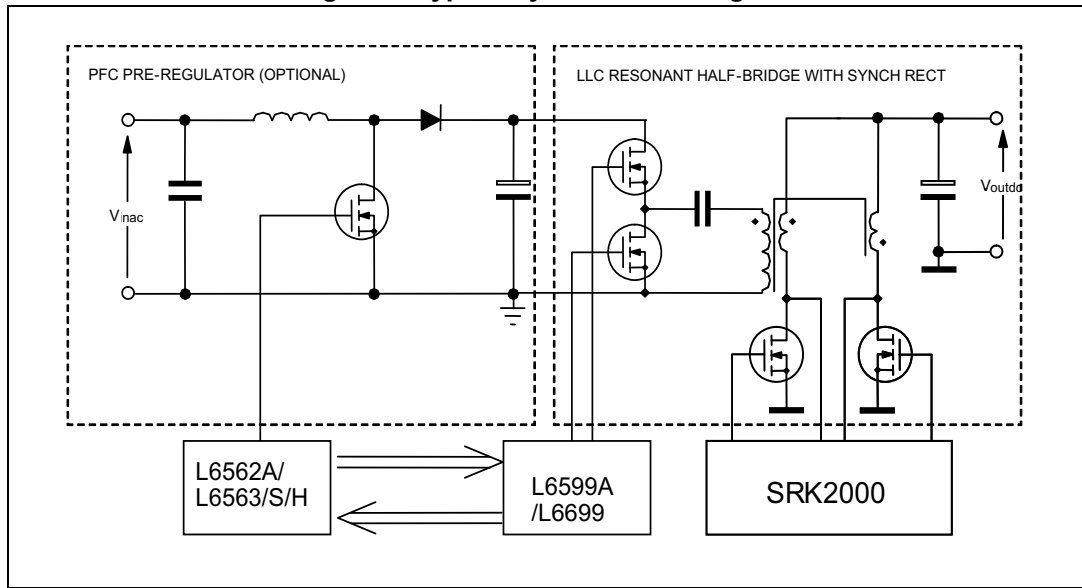 PFC PRE-REGULATOR (OPTIONAL)
LLC RESONANT HALF-BRIDGE WITH SYNCH RECT
Vinac
Voutdc
L6562A/
L6563/S/H
L6599A
/L6699
SRK2000